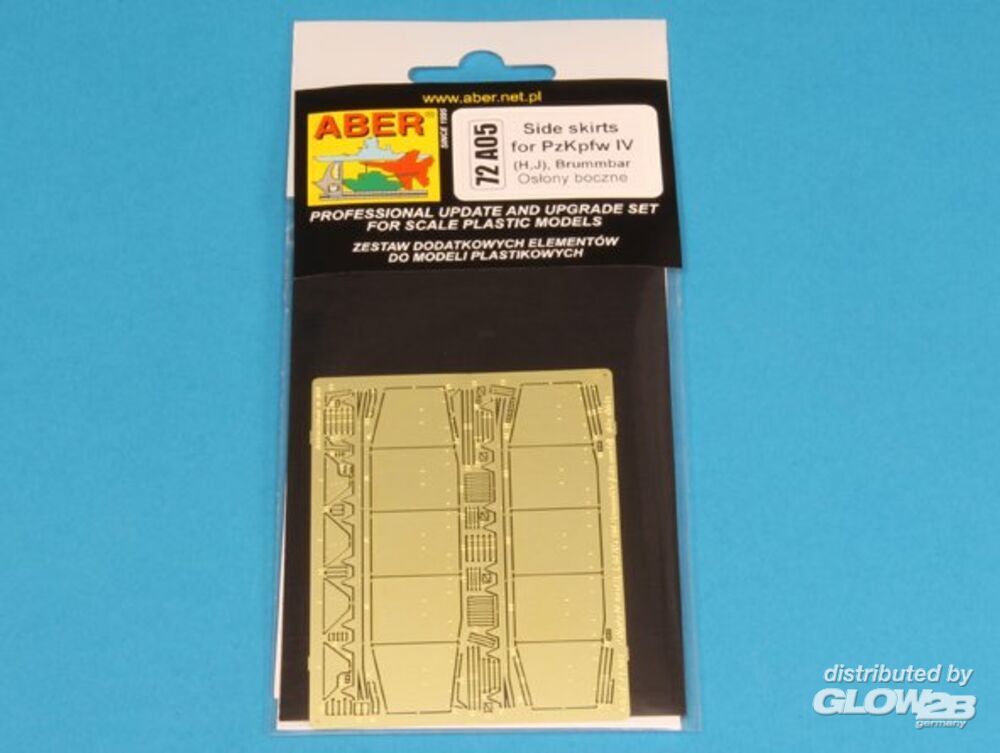 www.aber.net.pl
ABER®
SINCE 1995
72 A05
Side skirts
for PzKpfw IV
(H,J), Brummbar
Osłony boczne
PROFESSIONAL UPDATE AND UPGRADE SET
FOR SCALE PLASTIC MODELS
ZESTAW DODATKOWYCH ELEMENTÓW
DO MODELI PLASTIKOWYCH
distributed by
GLOW2B
germany